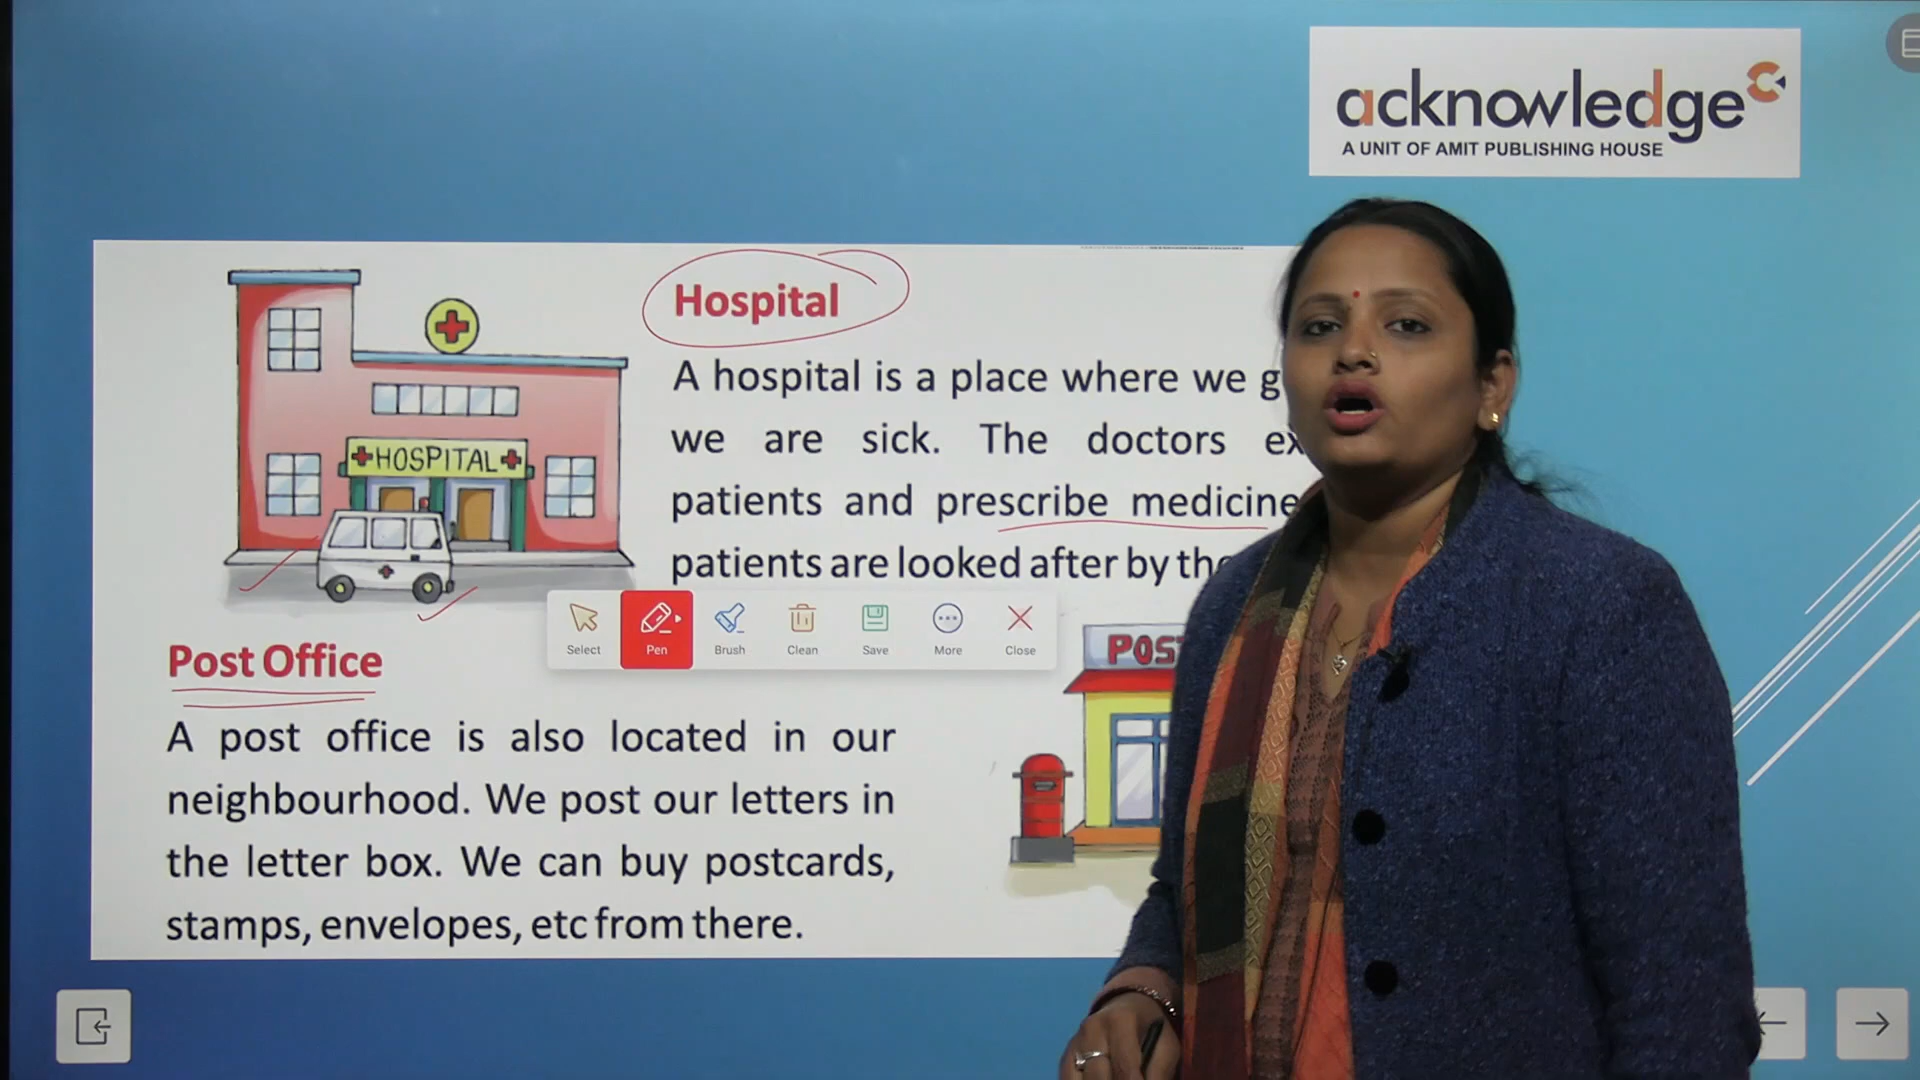 acknowledge
A UNIT OF AMIT PUBLISHING HOUSE
Hospital
A hospital is a place where we
we are sick. The doctors
patients and prescribe medicine
patients are looked after by
HOSPITAL
Select Pen Brush Clean Save More Close
POS
Post Office
A post office is also located in our
neighbourhood. We post our letters in
the letter box. We can buy postcards,
stamps, envelopes, etc from there.